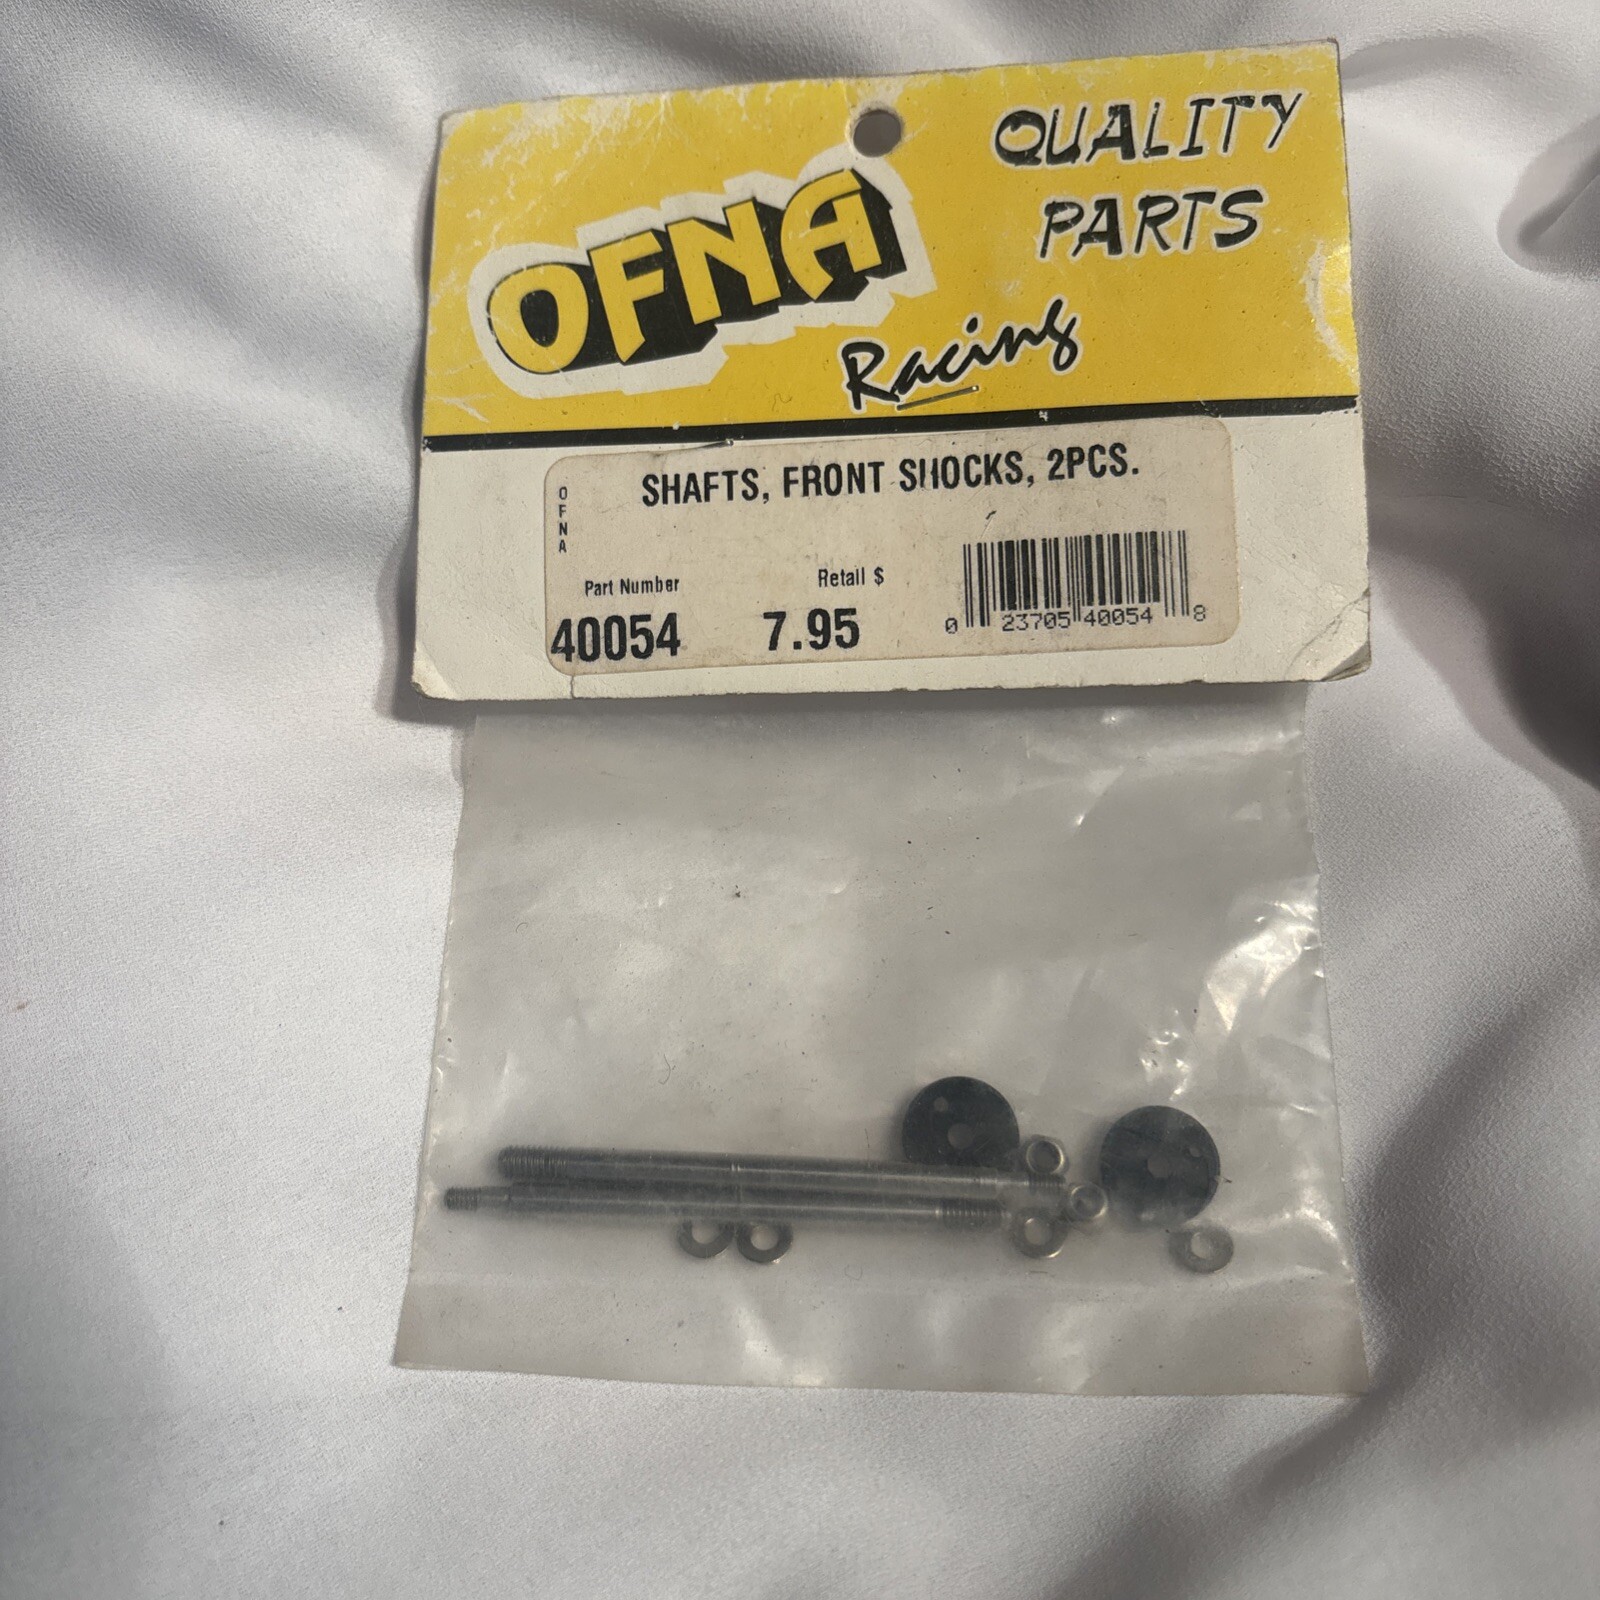 QUALITY
PARTS
OFNA
Racing
SHAFTS, FRONT SHOCKS, 2PCS.
OFNA
Part Number
Retail $
40054
7.95
0 23705 40054 8